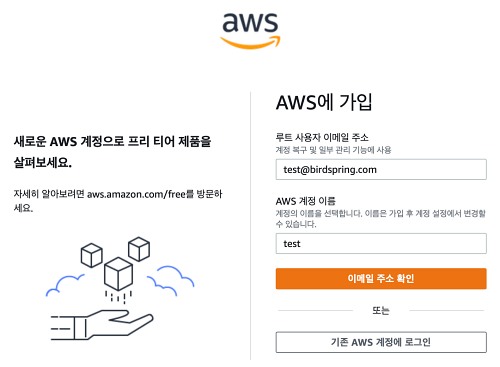 aws
새로운 AWS 계정으로 프리 티어 제품을
살펴보세요.
자세히 알아보려면 aws.amazon.com/free를 방문하
세요.
AWS에 가입
루트 사용자 이메일 주소
계정 복구 및 일부 관리 기능에 사용
test@birdspring.com
AWS 계정 이름
계정의 이름을 선택합니다. 이름은 가입 후 계정 설정에서 변경할
수 있습니다.
test
이메일 주소 확인
또는
기존 AWS 계정에 로그인